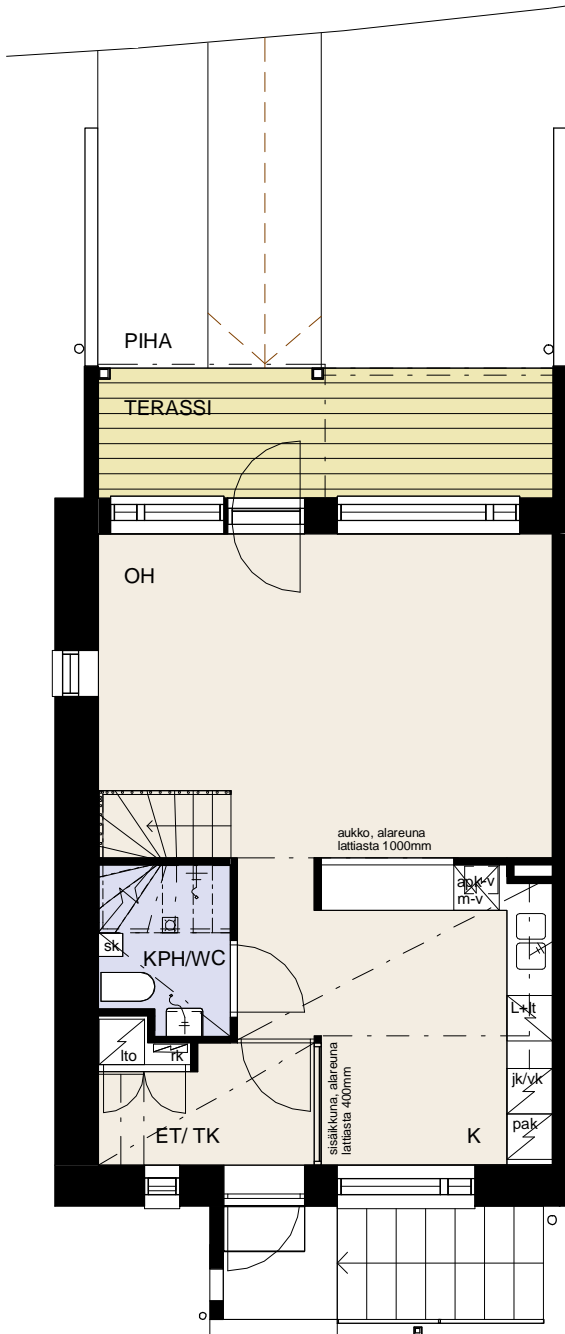 PIHA
TERASSI
OH
aukko, alareuna
lattiasta 1000mm
apk-v
m-v
sk
KPH/WC
L+lt
lto
rk
sisäikkuna, alareuna
lattiasta 400mm
jk/vk
pak
ET/ TK
K